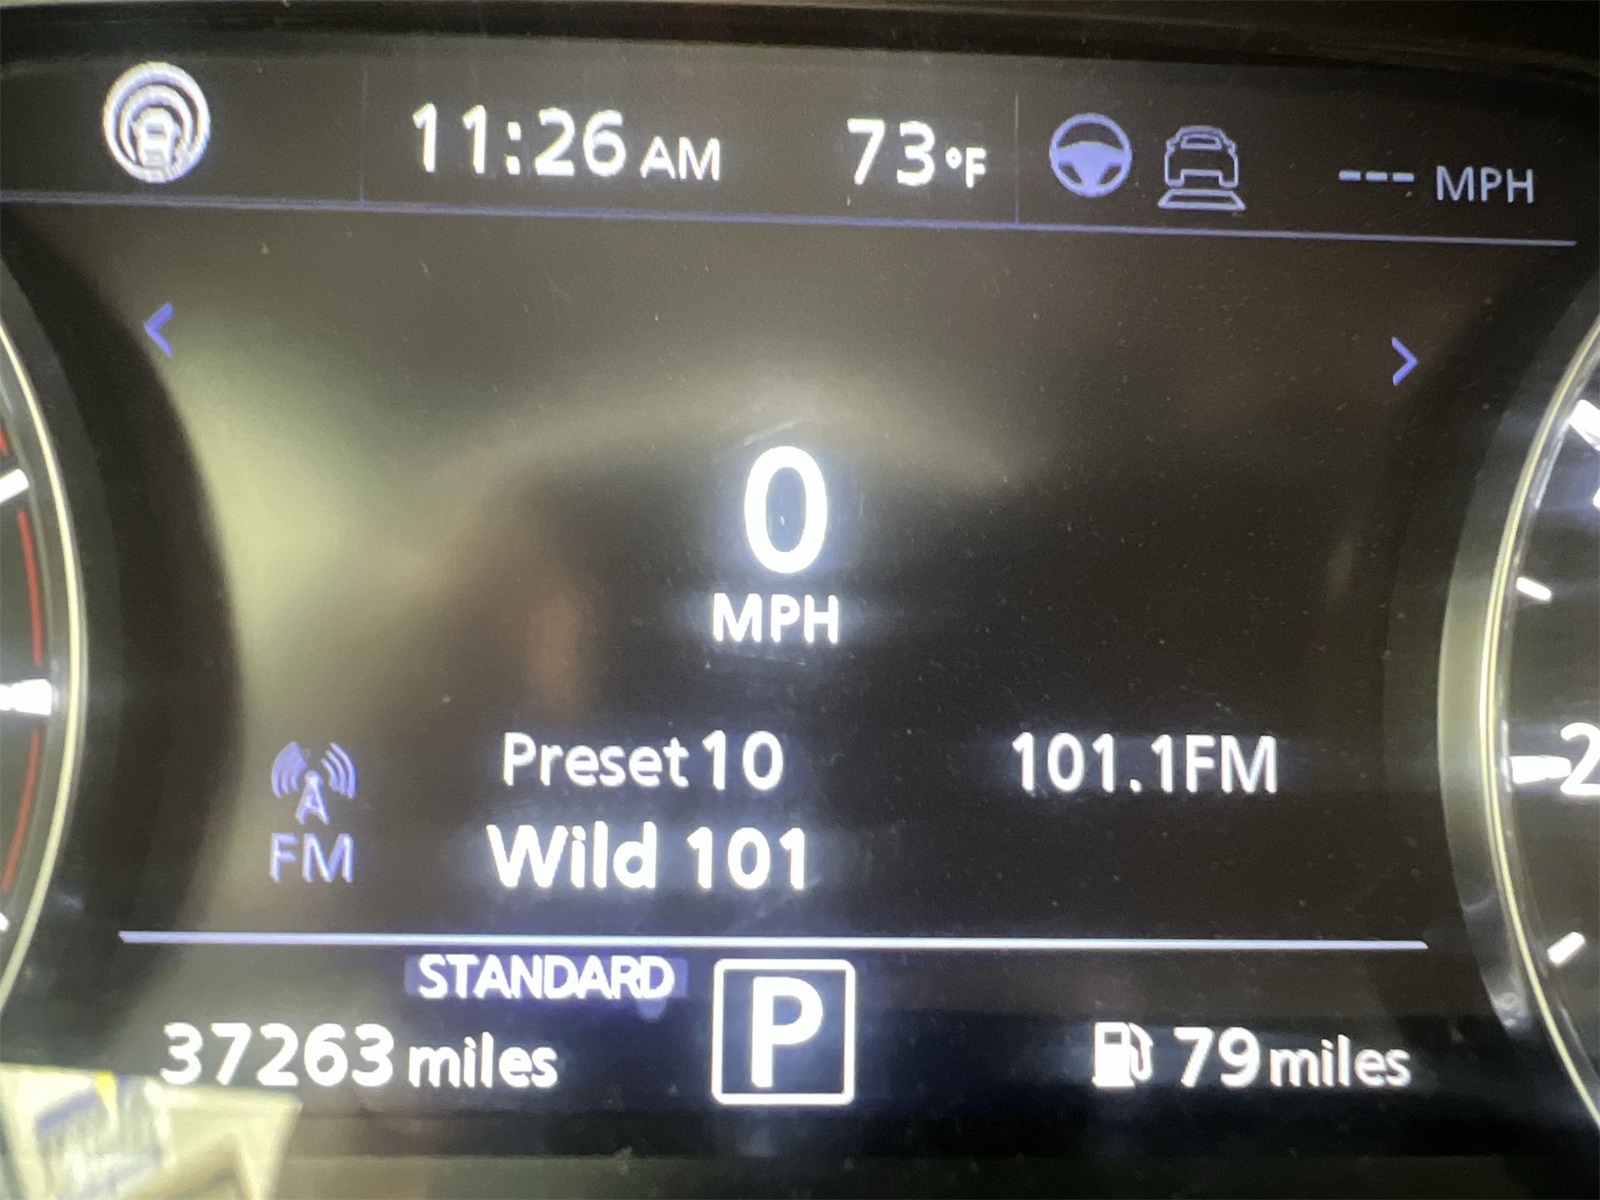 11:26 AM 73°F --- MPH
0
MPH
Preset 10 101.1FM
FM Wild 101
STANDARD
P
37263 miles 79 miles
2